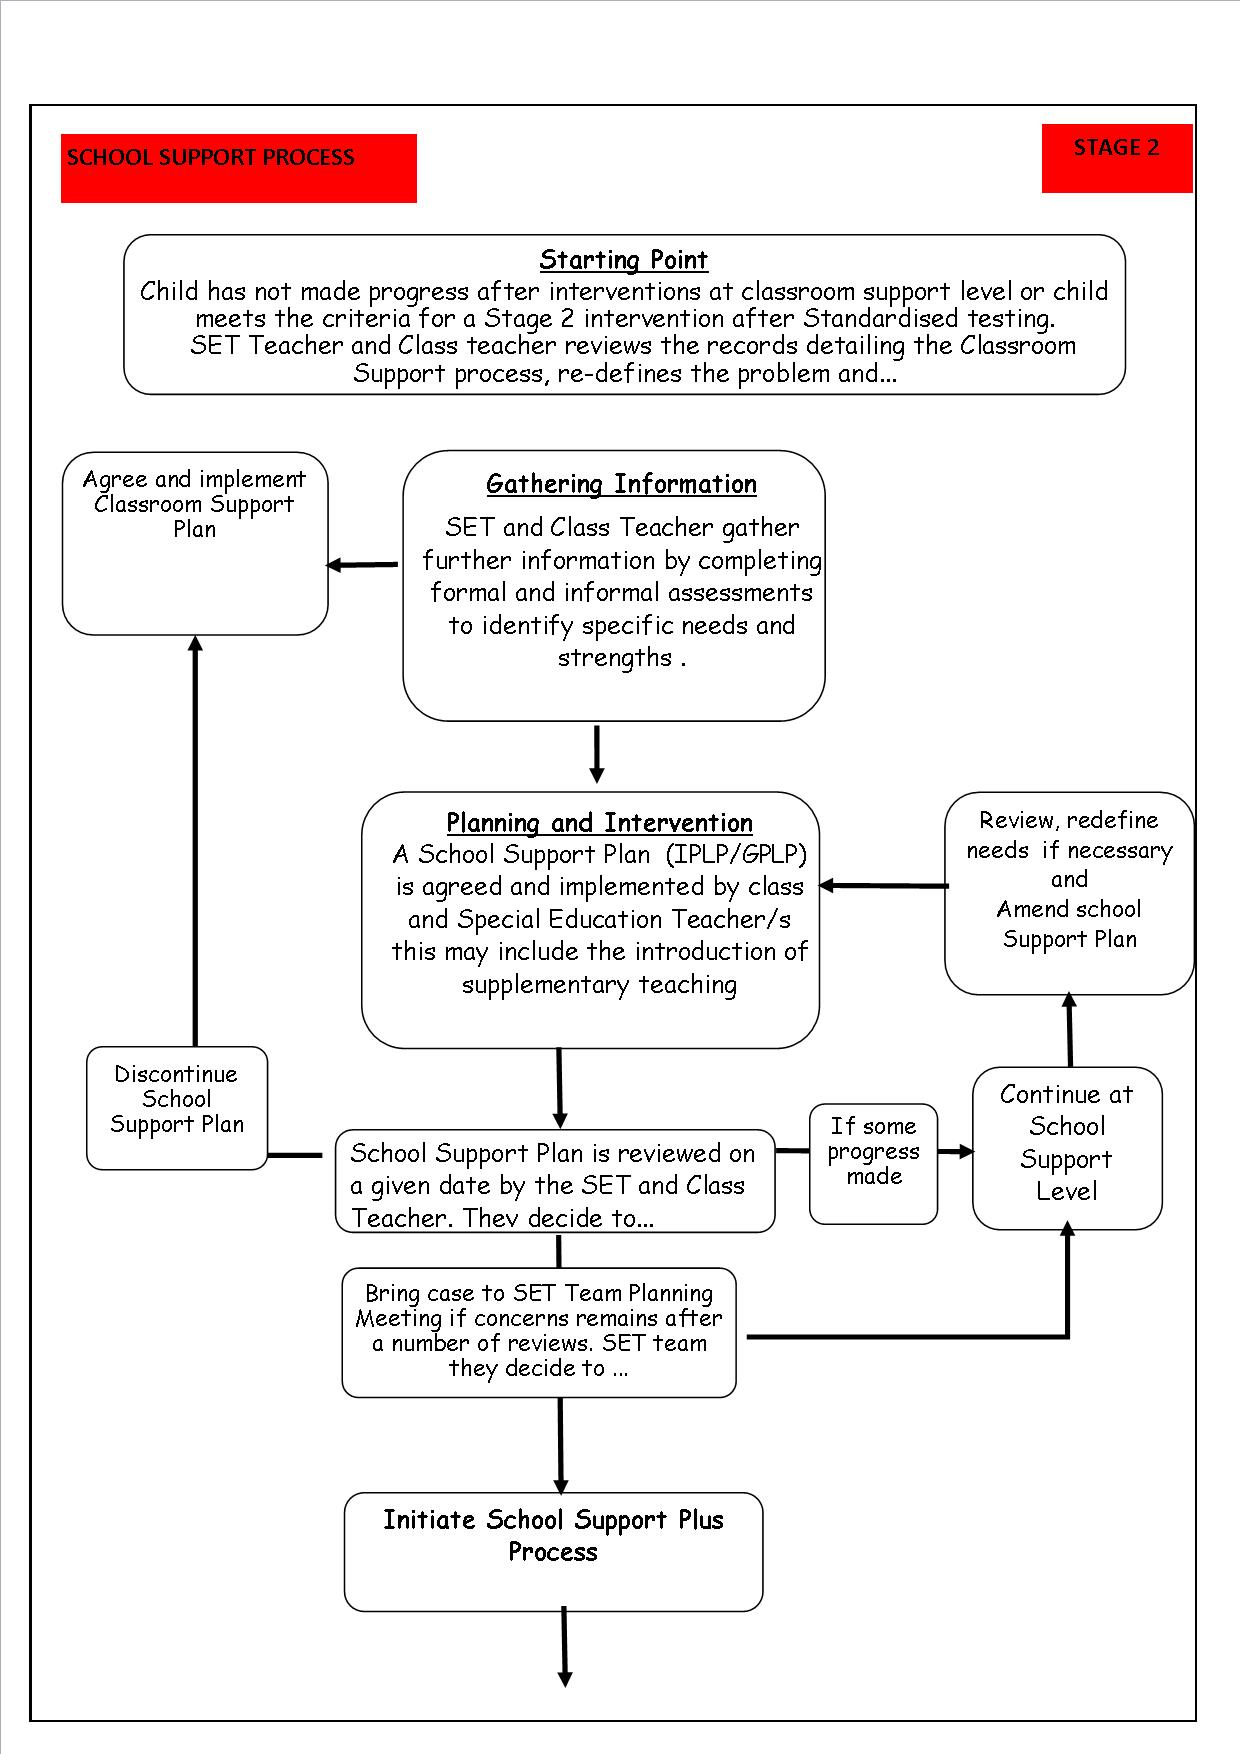 SCHOOL SUPPORT PROCESS
STAGE 2
Starting Point
Child has not made progress after interventions at classroom support level or child
meets the criteria for a Stage 2 intervention after Standardised testing.
SET Teacher and Class teacher reviews the records detailing the Classroom
Support process, re-defines the problem and...
Agree and implement
Classroom Support
Plan
Gathering Information
SET and Class Teacher gather
further information by completing
formal and informal assessments
to identify specific needs and
strengths .
Planning and Intervention
A School Support Plan (IPLP/GPLP)
is agreed and implemented by class
and Special Education Teacher/s
this may include the introduction of
supplementary teaching
Review, redefine
needs if necessary
and
Amend school
Support Plan
Discontinue
School
Support Plan
School Support Plan is reviewed on
a given date by the SET and Class
Teacher. They decide to...
If some
progress
made
Continue at
School
Support
Level
Bring case to SET Team Planning
Meeting if concerns remains after
a number of reviews. SET team
they decide to ...
Initiate School Support Plus
Process